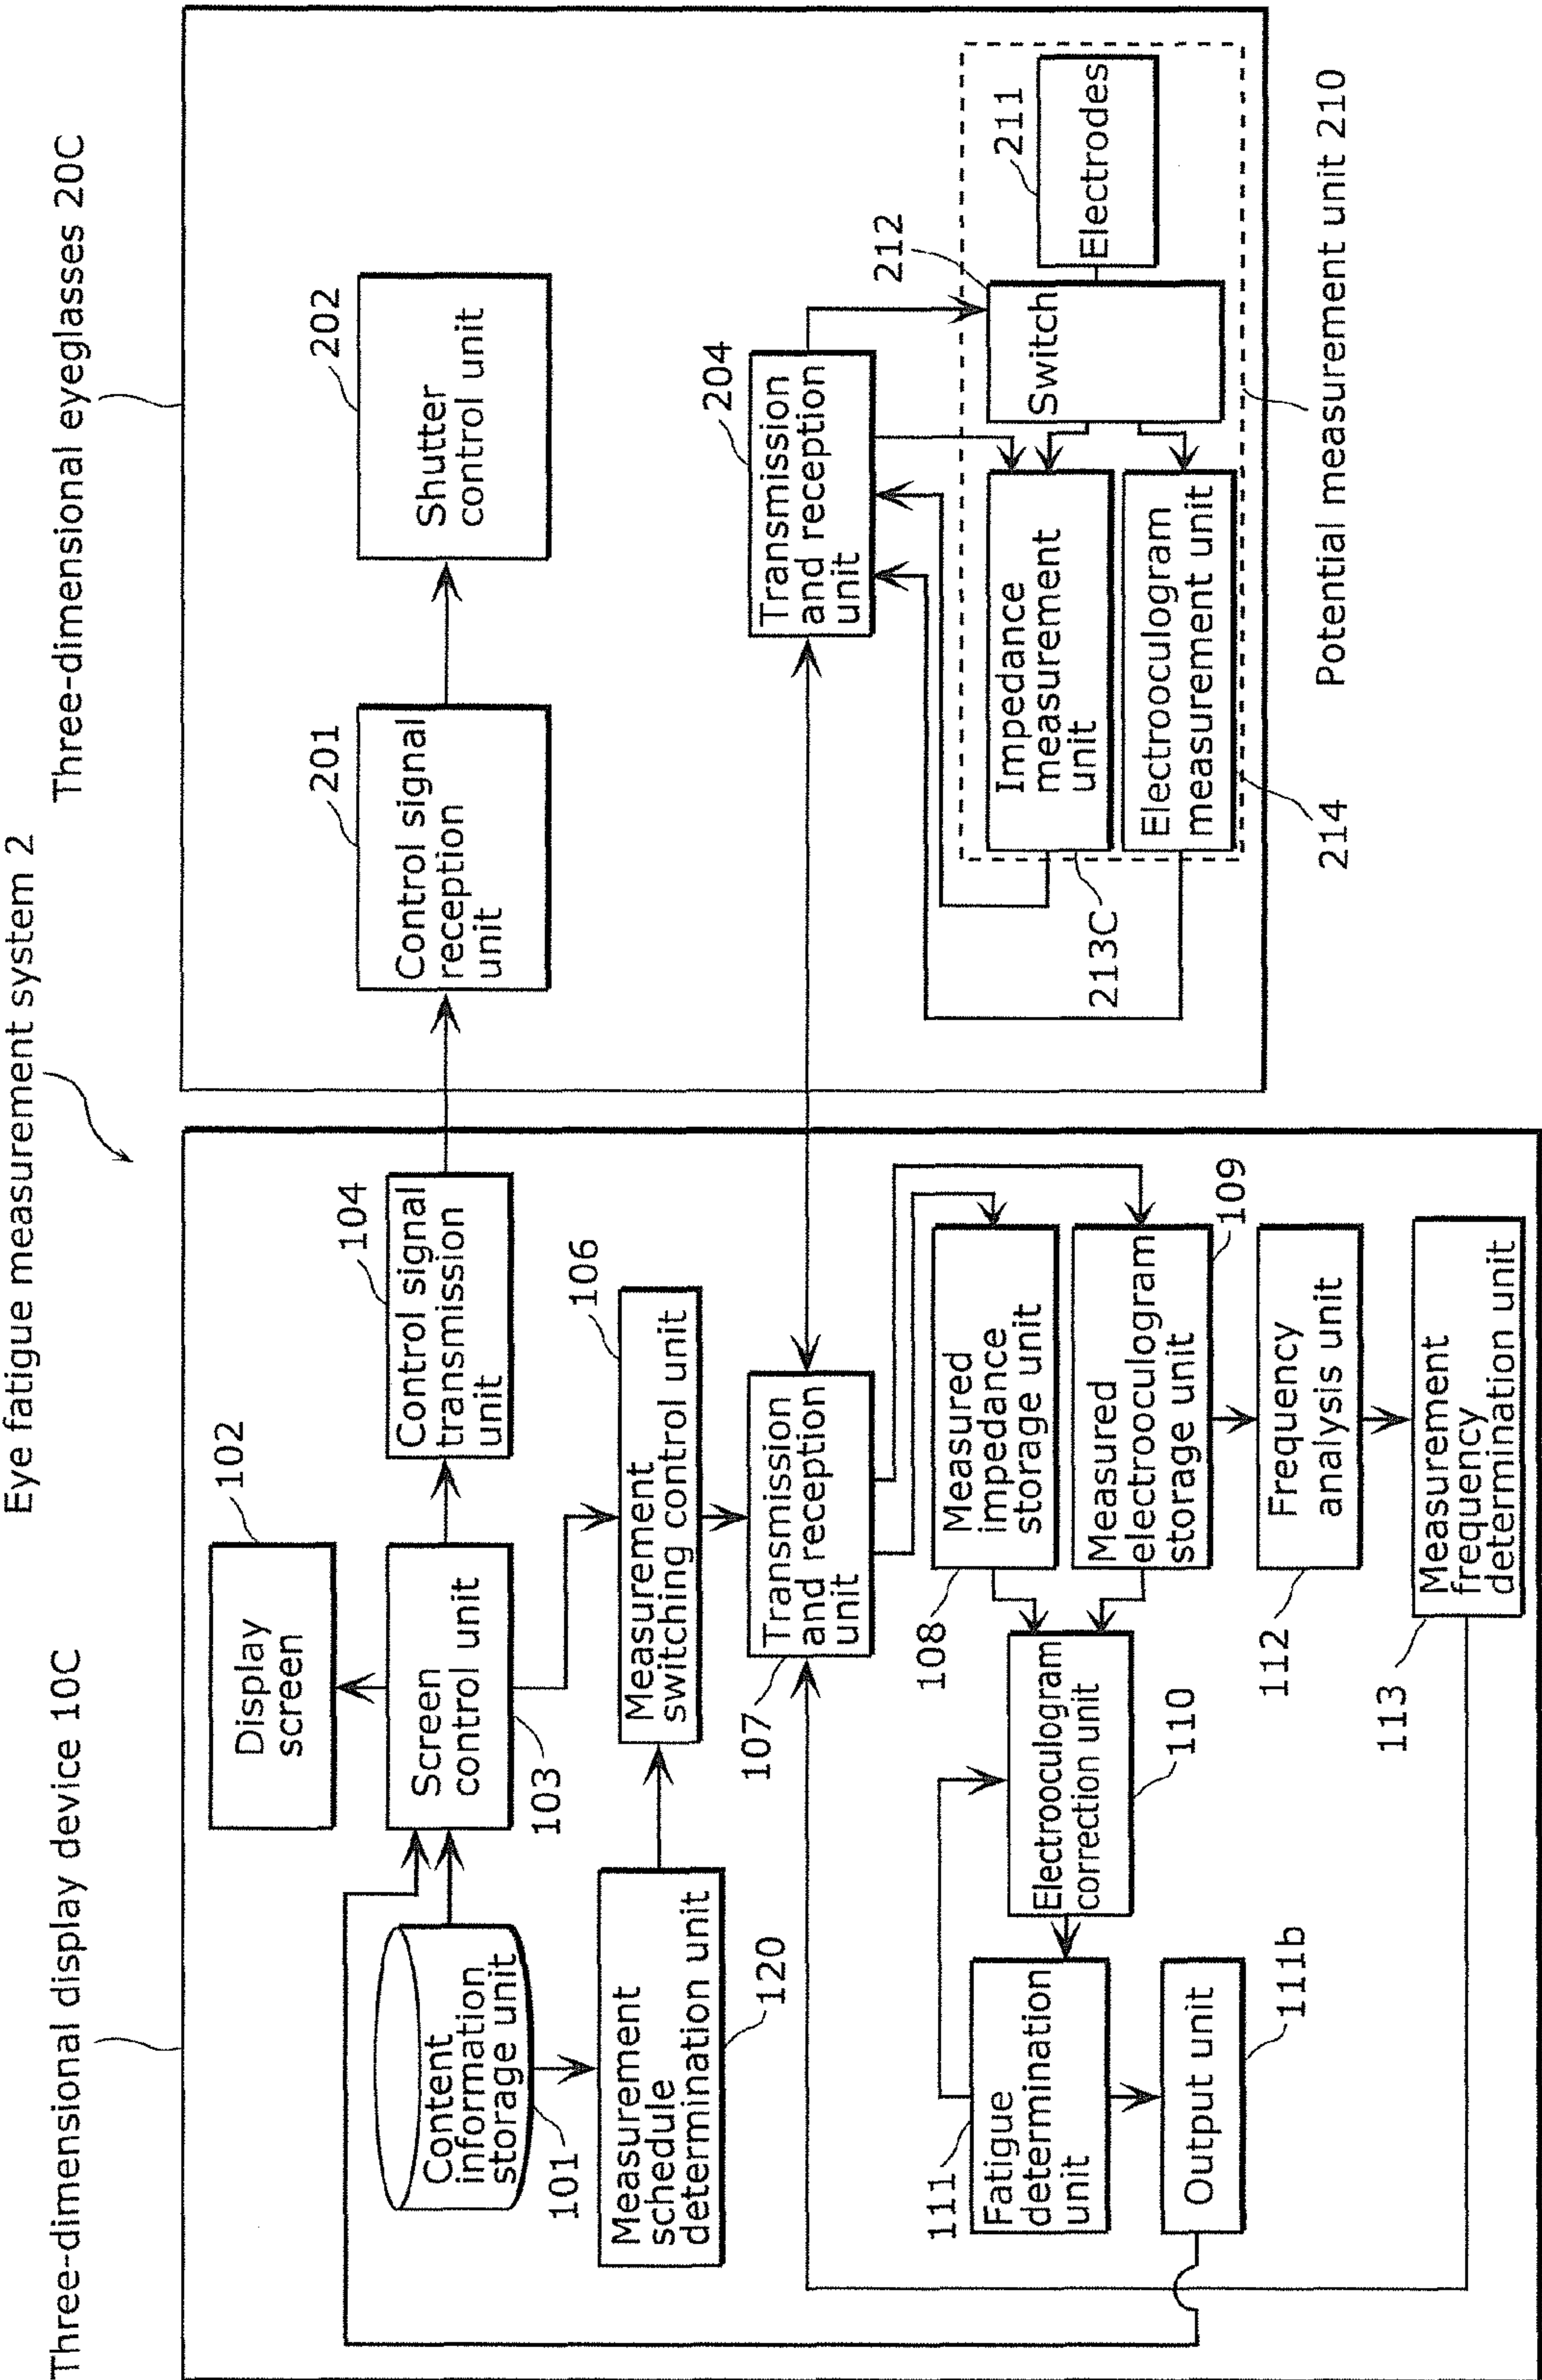 Eye fatigue measurement system 2
Three-dimensional display device 10C
Three-dimensional eyeglasses 20C
Display
screen
102
Screen
control unit
103
Control signal
transmission
unit
104
Content
information
storage unit
101
Measurement
schedule
determination unit
120
Measurement
switching control unit
106
Transmission
and reception
unit
107
Measured
impedance
storage unit
108
Measured
electrooculogram
storage unit
109
Electrooculogram
correction unit
110
Fatigue
determination
unit
111
Output unit
111b
Frequency
analysis unit
112
Measurement
frequency
determination unit
113
Control signal
reception
unit
201
Shutter
control unit
202
Transmission
and reception
unit
204
212
Switch
211
Electrodes
Impedance
measurement
unit
213C
Electrooculogram
measurement unit
214
Potential measurement unit 210